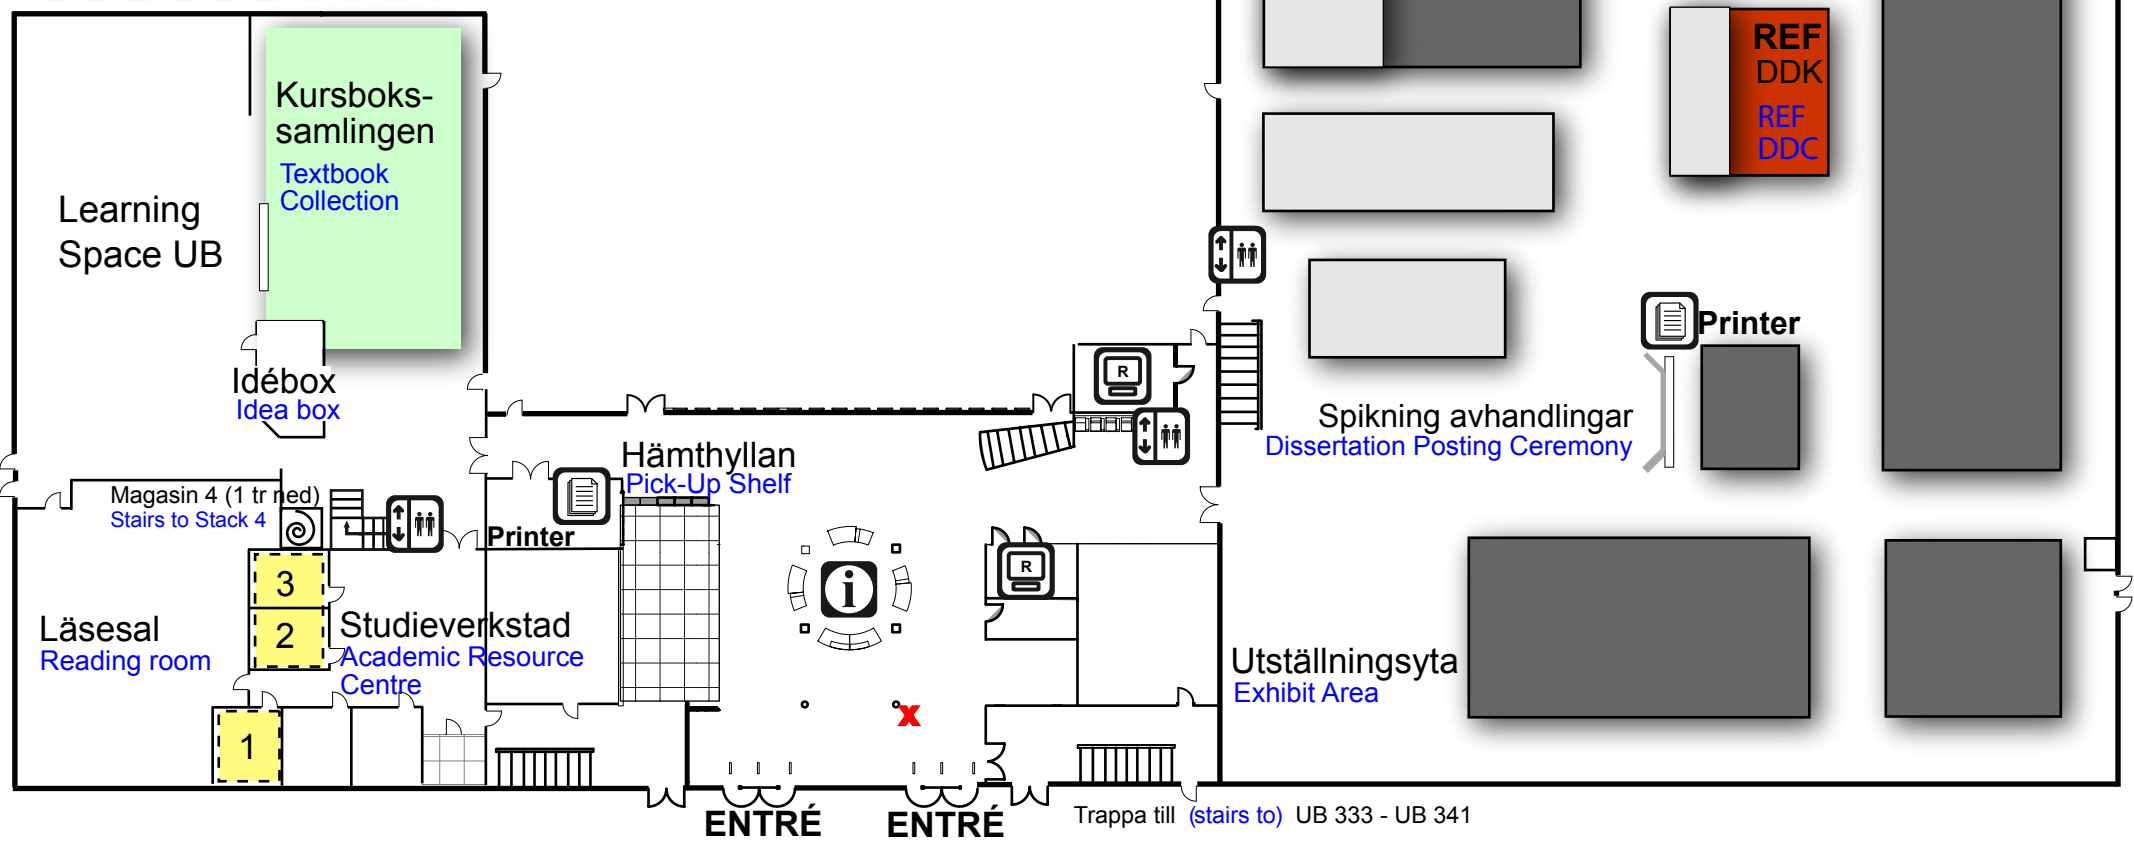 Kursboks-
samlingen
Textbook
Collection
Learning
Space UB
Idébox
Idea box
Magasin 4 (1 tr ned)
Stairs to Stack 4
3
2
1
Läsesal
Reading room
Studieverkstad
Academic Resource
Centre
Printer
Hämthyllan
Pick-Up Shelf
i
R
R
X
ENTRÉ
ENTRÉ
Trappa till (stairs to) UB 333 - UB 341
REF
DDK
REF
DDC
Printer
Spikning avhandlingar
Dissertation Posting Ceremony
Utställningsyta
Exhibit Area